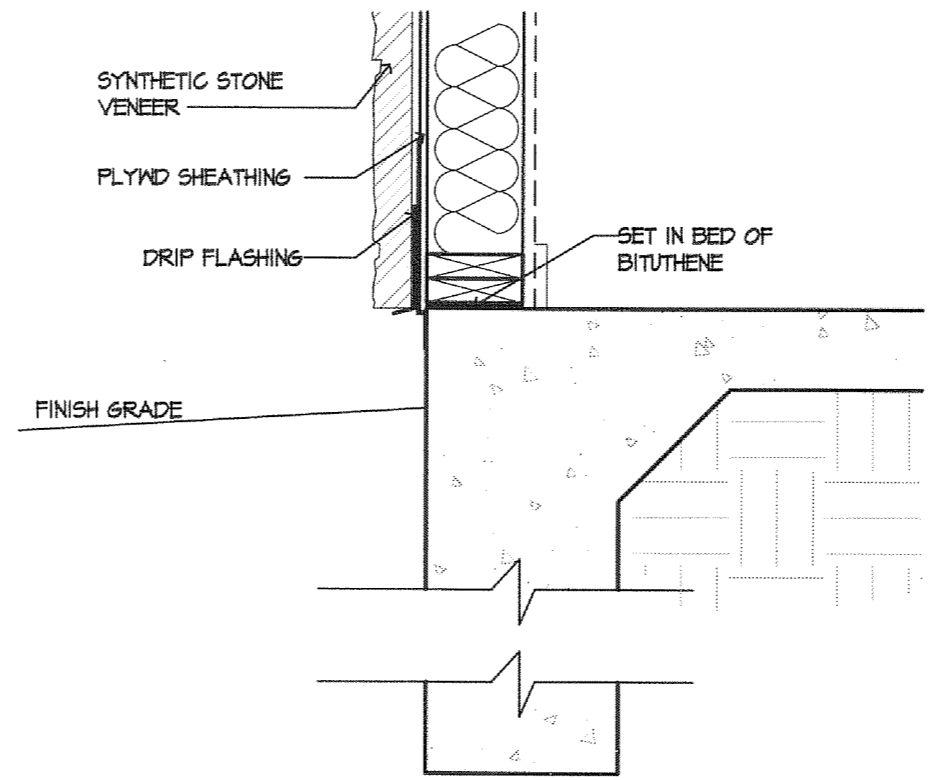 SYNTHETIC STONE
VENEER
PLYWD SHEATHING
DRIP FLASHING
SET IN BED OF
BITUTHENE
FINISH GRADE